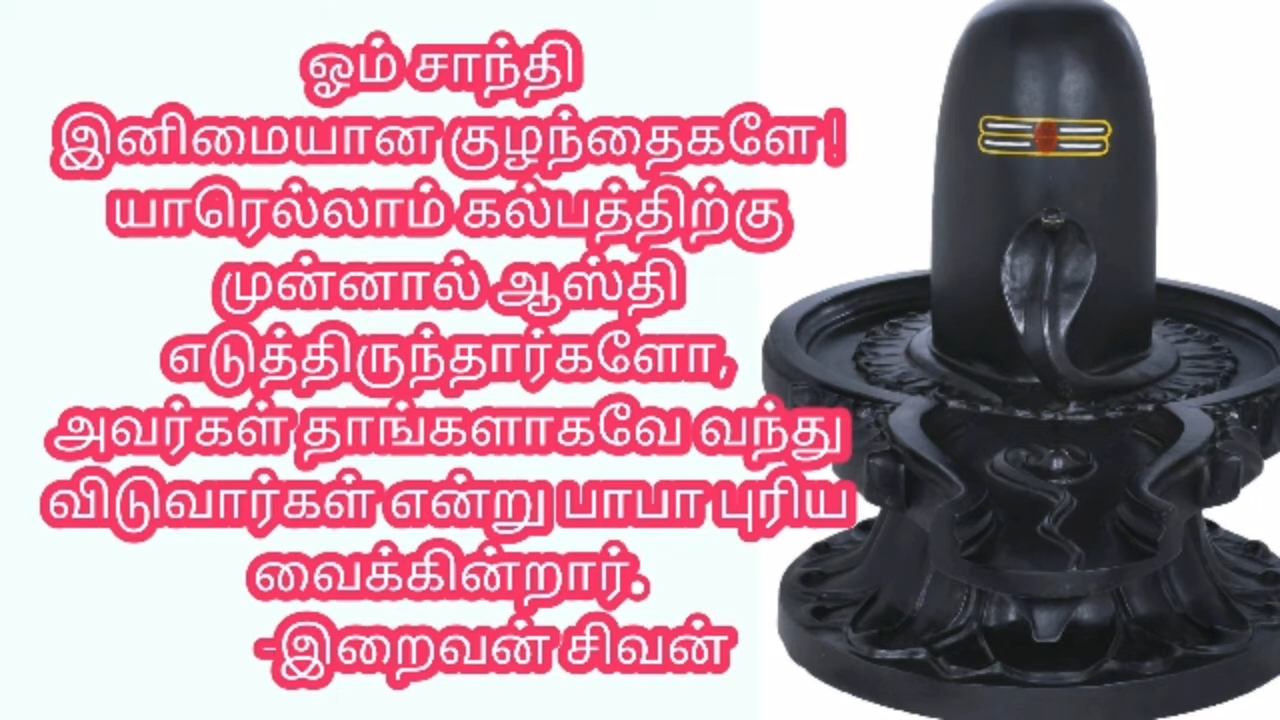 ஓம் சாந்தி
இனிமையான குழந்தைகளே !
யாரெல்லாம் கல்பத்திற்கு
முன்னால் ஆஸ்தி
எடுத்திருந்தார்களோ,
அவர்கள் தாங்களாகவே வந்து
விடுவார்கள் என்று பாபா புரிய
வைக்கின்றார்.
-இறைவன் சிவன்